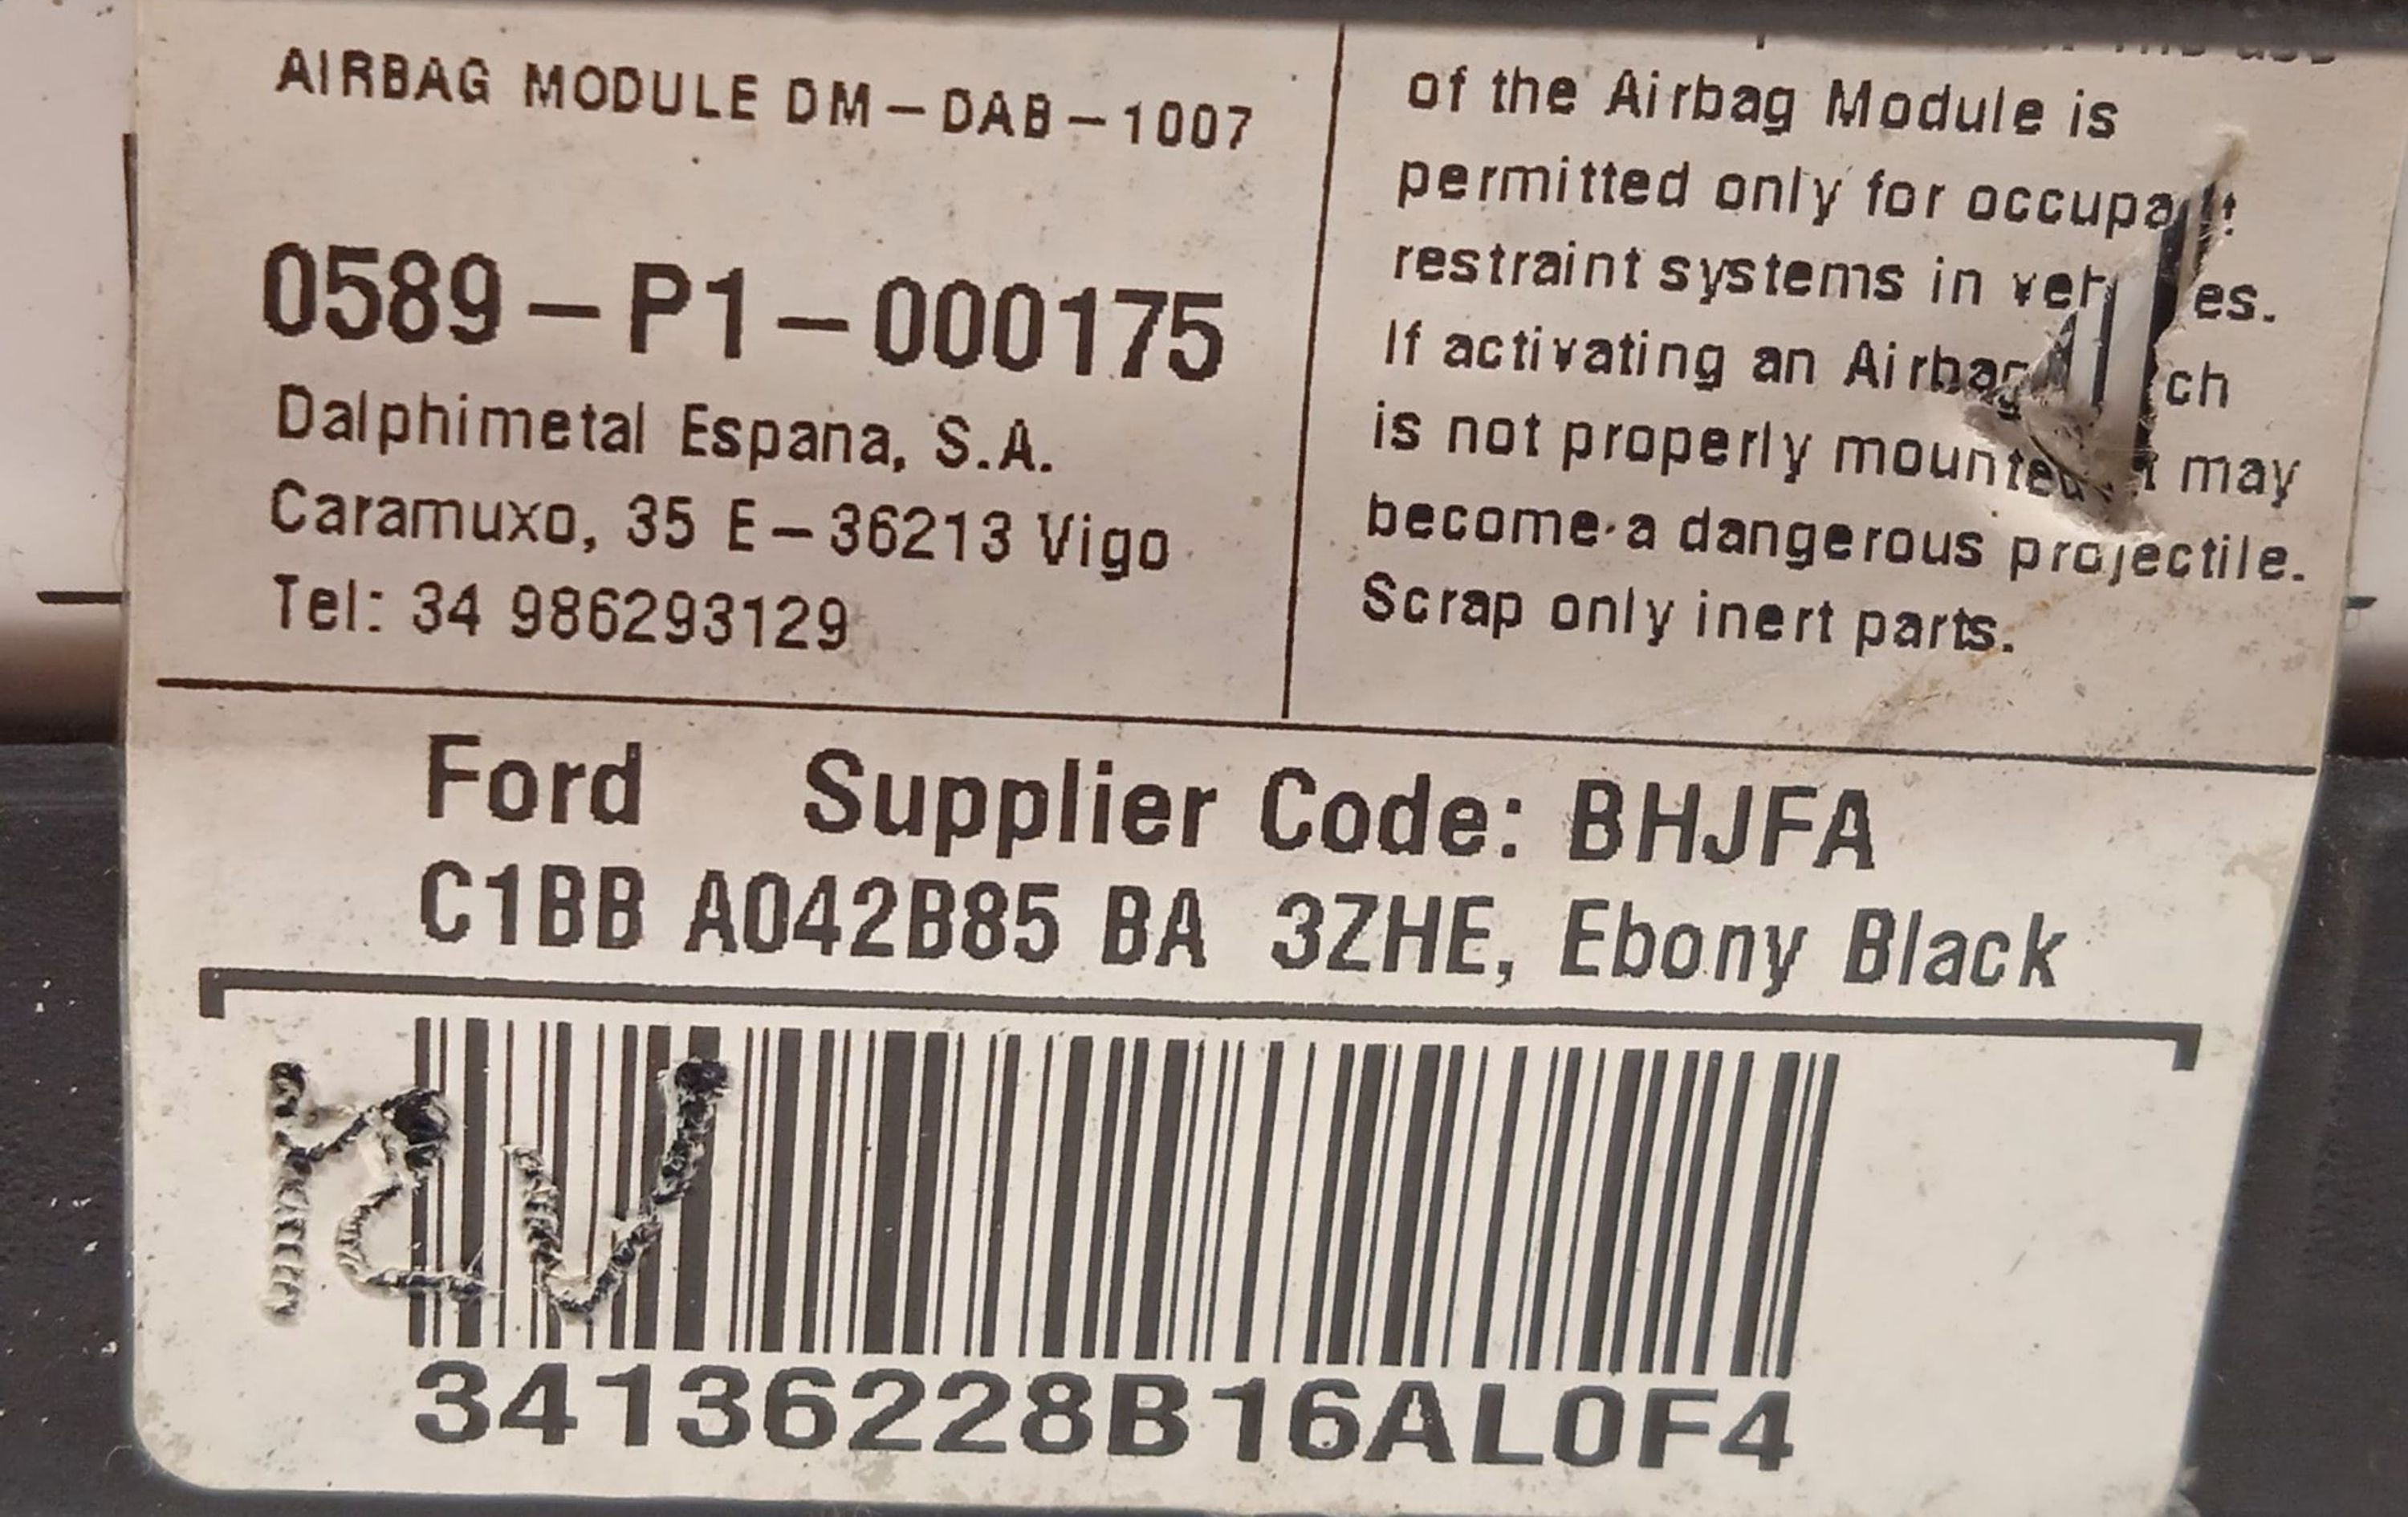 AIRBAG MODULE DM-DAB-1007
0589-P1-000175
Dalphimetal Espana, S.A.
Caramuxo, 35 E-36213 Vigo
Tel: 34 986293129
of the Airbag Module is
permitted only for occupant
restraint systems in vehicles.
If activating an Airbag which
is not properly mounted it may
become a dangerous projectile.
Scrap only inert parts.
Ford Supplier Code: BHJFA
C1BB A042B85 BA 3ZHE, Ebony Black
34136228B16AL0F4